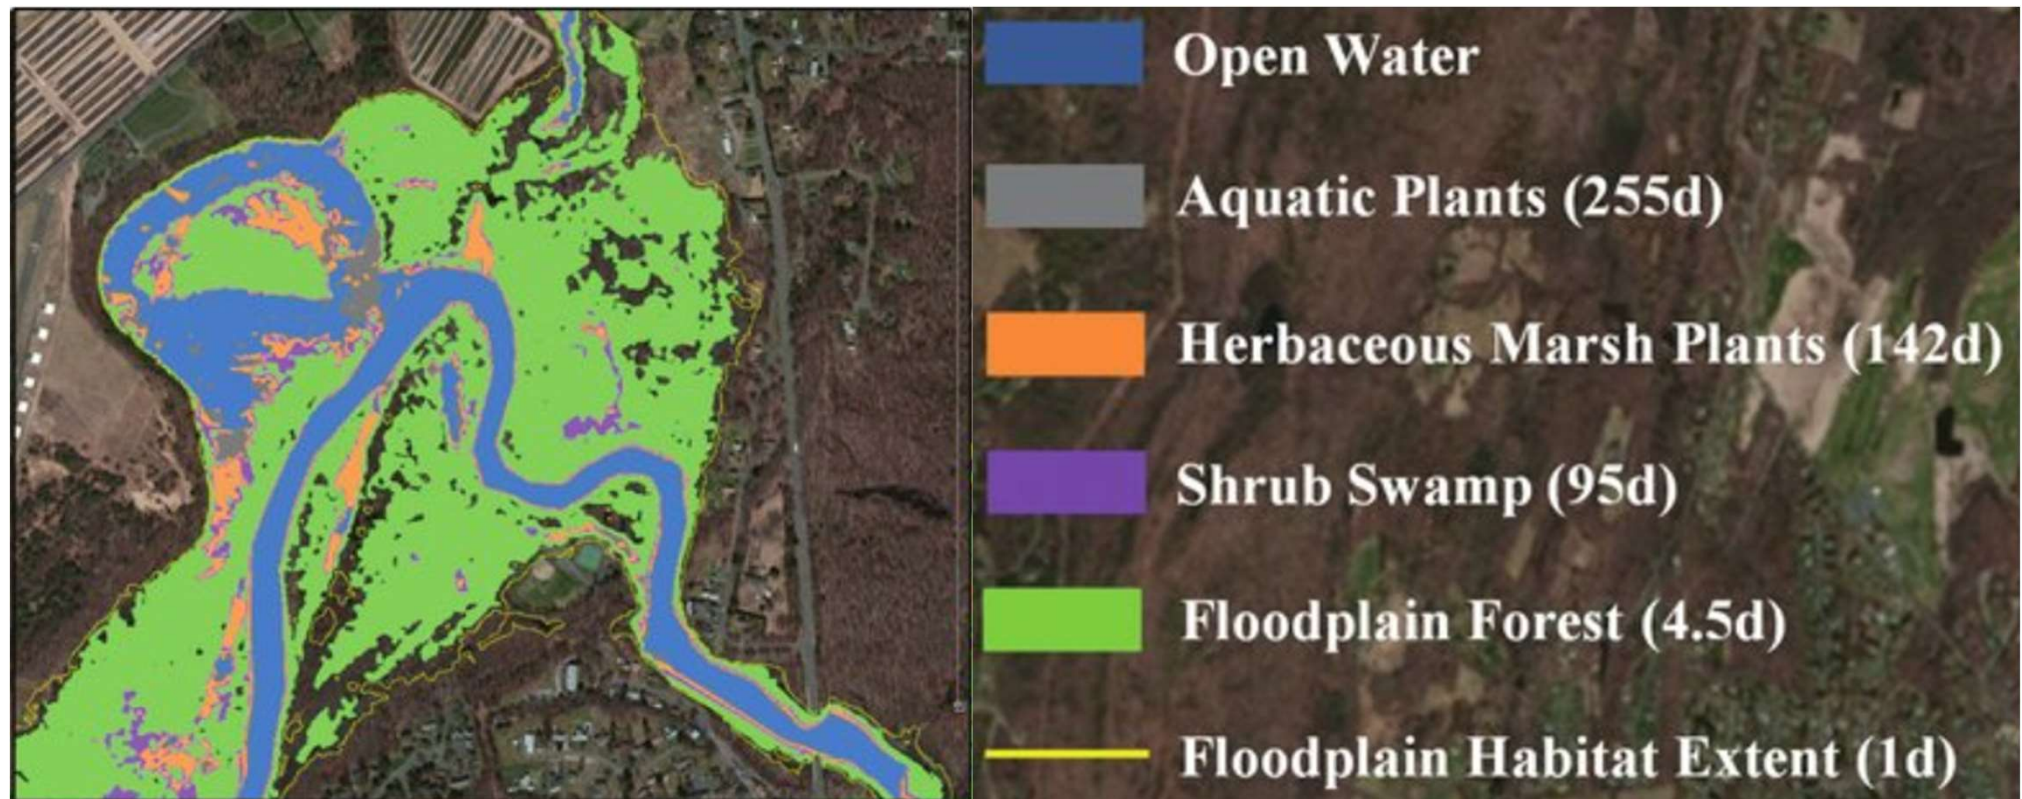 Open Water
Aquatic Plants (255d)
Herbaceous Marsh Plants (142d)
Shrub Swamp (95d)
Floodplain Forest (4.5d)
Floodplain Habitat Extent (1d)